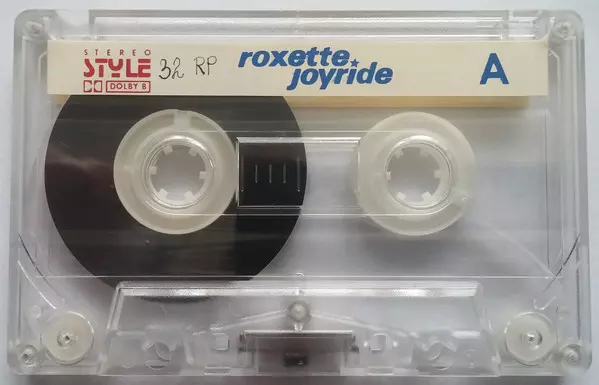 STEREO
STYLE
DOLBY B
32 RP
roxette
joyride
A